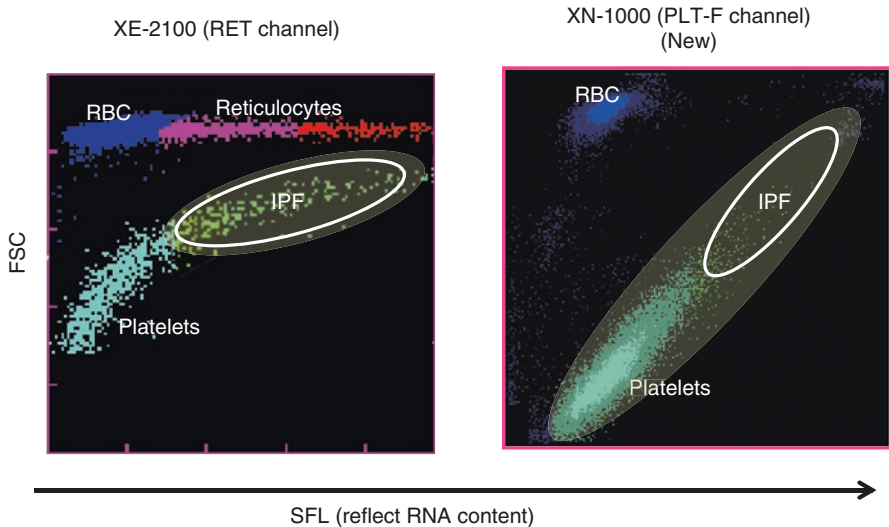 XE-2100 (RET channel)
XN-1000 (PLT-F channel)
(New)
RBC
Reticulocytes
IPF
Platelets
RBC
IPF
Platelets
FSC
SFL (reflect RNA content)